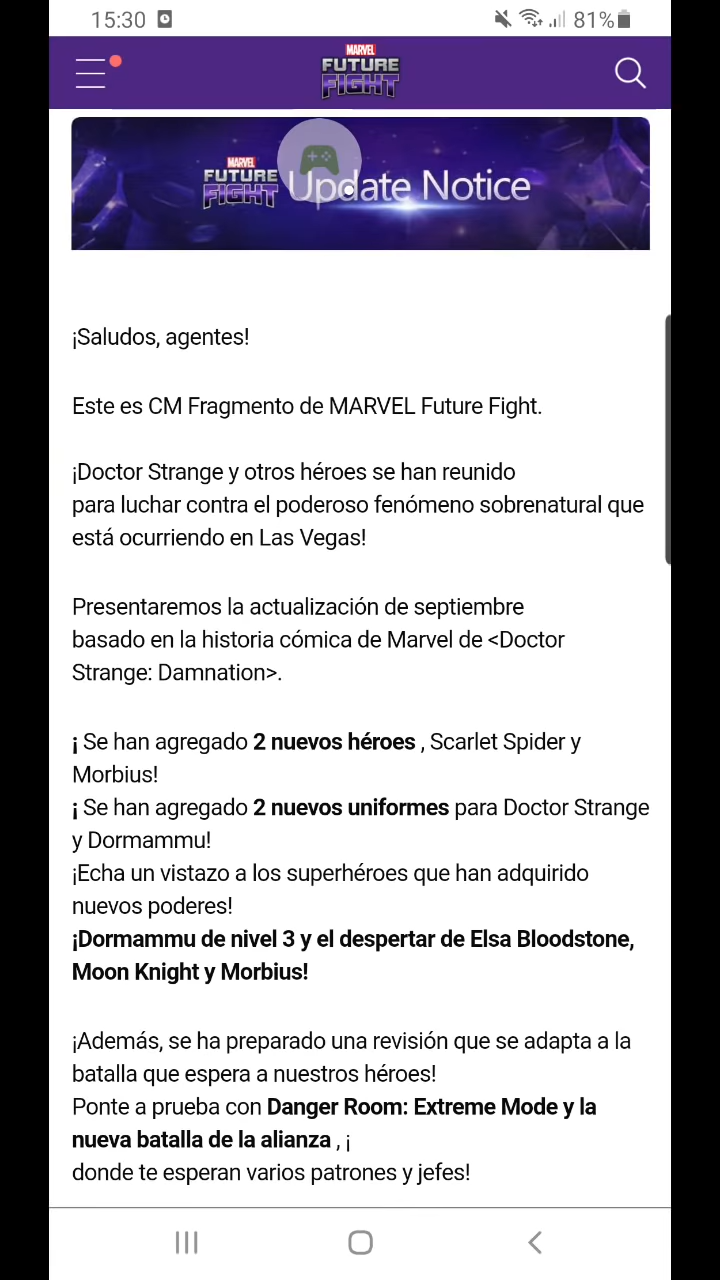 15:30
81%
MARVEL
FUTURE
FIGHT
MARVEL
FUTURE
FIGHT
Update Notice
¡Saludos, agentes!
Este es CM Fragmento de MARVEL Future Fight.
¡Doctor Strange y otros héroes se han reunido
para luchar contra el poderoso fenómeno sobrenatural que
está ocurriendo en Las Vegas!
Presentaremos la actualización de septiembre
basado en la historia cómica de Marvel de <Doctor
Strange: Damnation>.
¡ Se han agregado 2 nuevos héroes , Scarlet Spider y
Morbius!
¡ Se han agregado 2 nuevos uniformes para Doctor Strange
y Dormammu!
¡Echa un vistazo a los superhéroes que han adquirido
nuevos poderes!
¡Dormammu de nivel 3 y el despertar de Elsa Bloodstone,
Moon Knight y Morbius!
¡Además, se ha preparado una revisión que se adapta a la
batalla que espera a nuestros héroes!
Ponte a prueba con Danger Room: Extreme Mode y la
nueva batalla de la alianza , ¡
donde te esperan varios patrones y jefes!